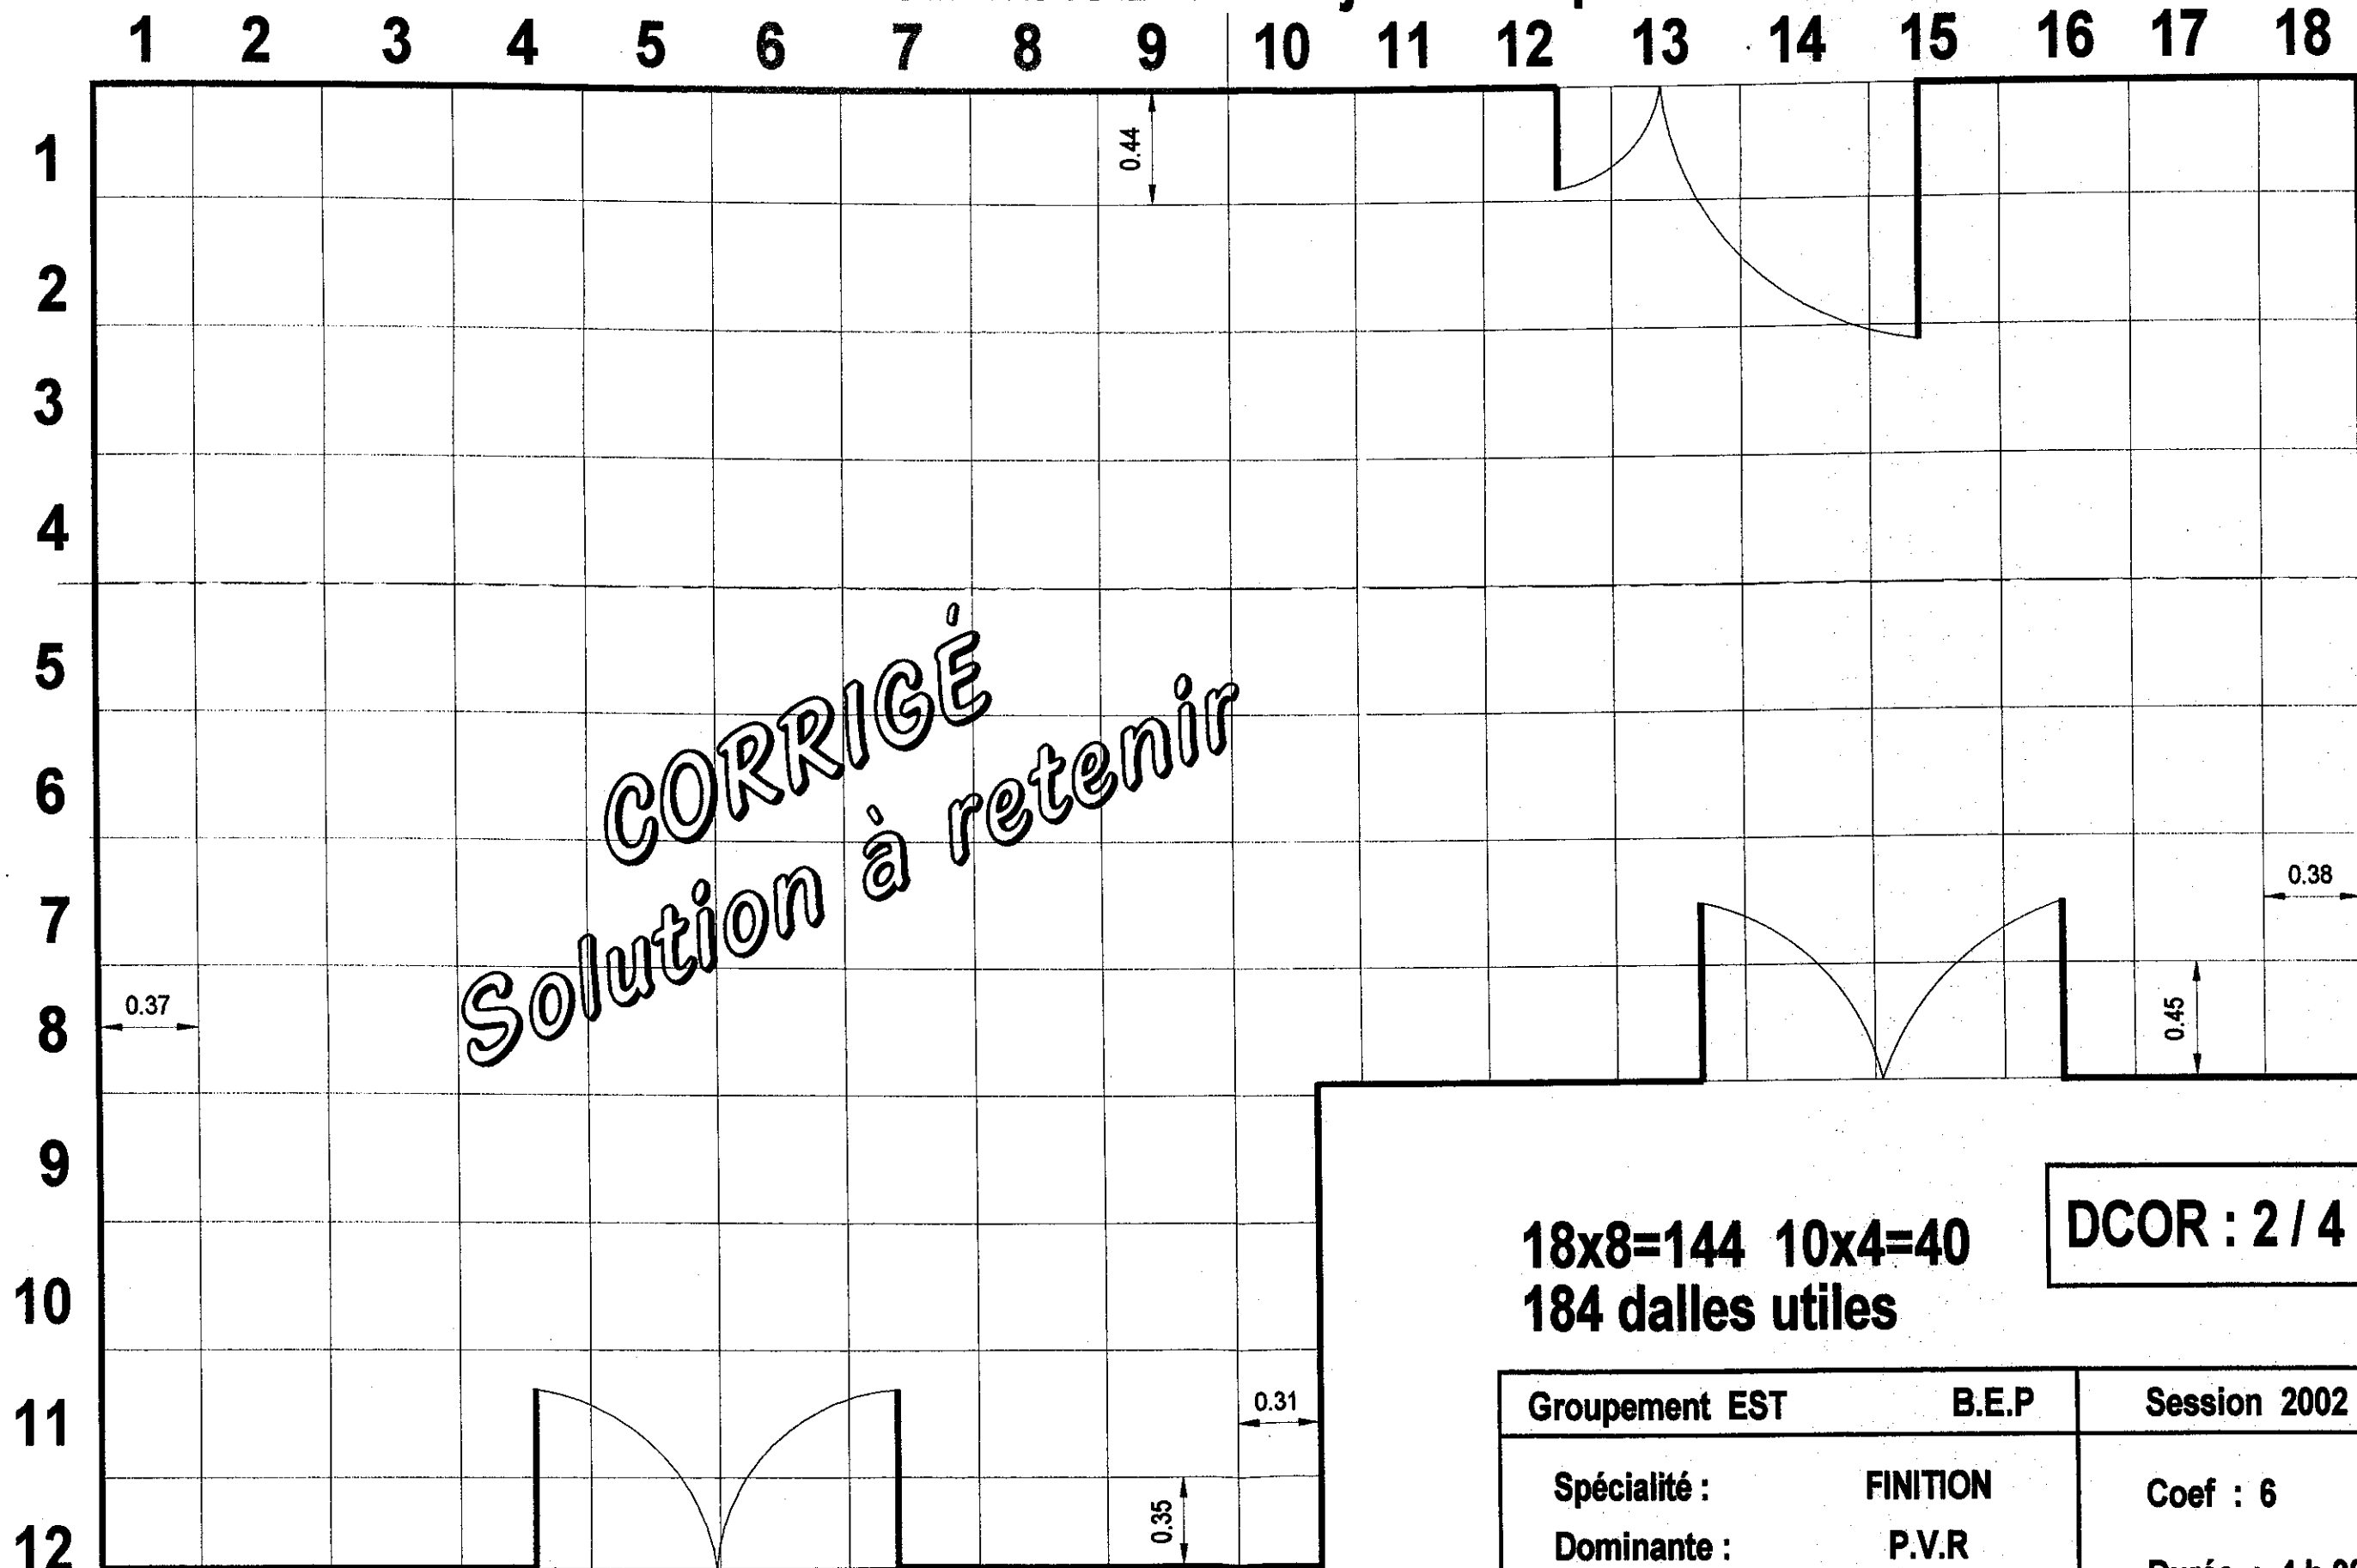 1 2 3 4 5 6 7 8 9 10 11 12 13 14 15 16 17 18
1
0.44
2
3
4
5
CORRIGÉ
Solution à retenir
6
7
0.38
8
0.37
0.45
9
18x8=144 10x4=40
184 dalles utiles
DCOR : 2 / 4
10
11
0.31
Groupement EST B.E.P Session 2002
Spécialité : FINITION Coef : 6
0.35
12
Dominante : P.V.R